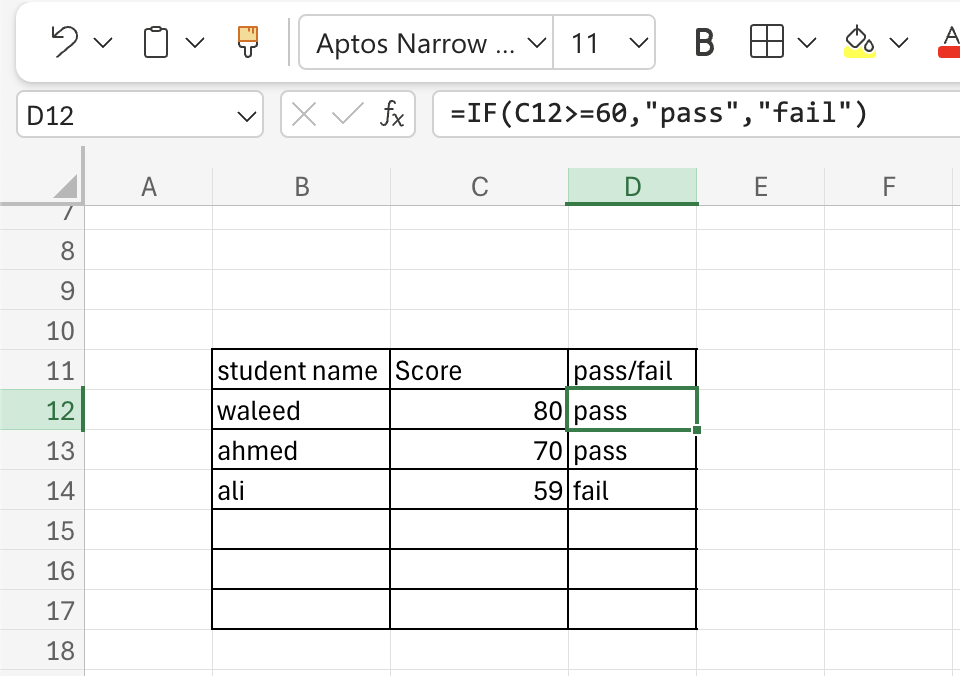 Aptos Narrow ... 11 B A
D12 fx =IF(C12>=60,"pass","fail")
A B C D E F
7
8
9
10
11 student name Score pass/fail
12 waleed 80 pass
13 ahmed 70 pass
14 ali 59 fail
15
16
17
18